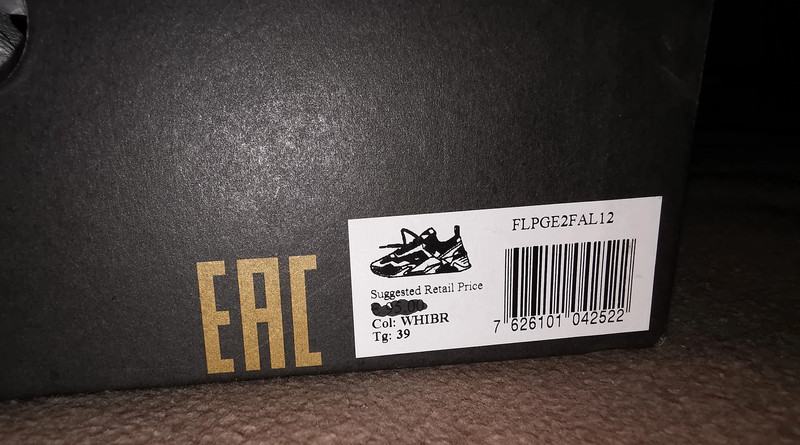 EAC
FLPGE2FAL12
Suggested Retail Price
Col: WHIBR
Tg: 39
7 626101 042522